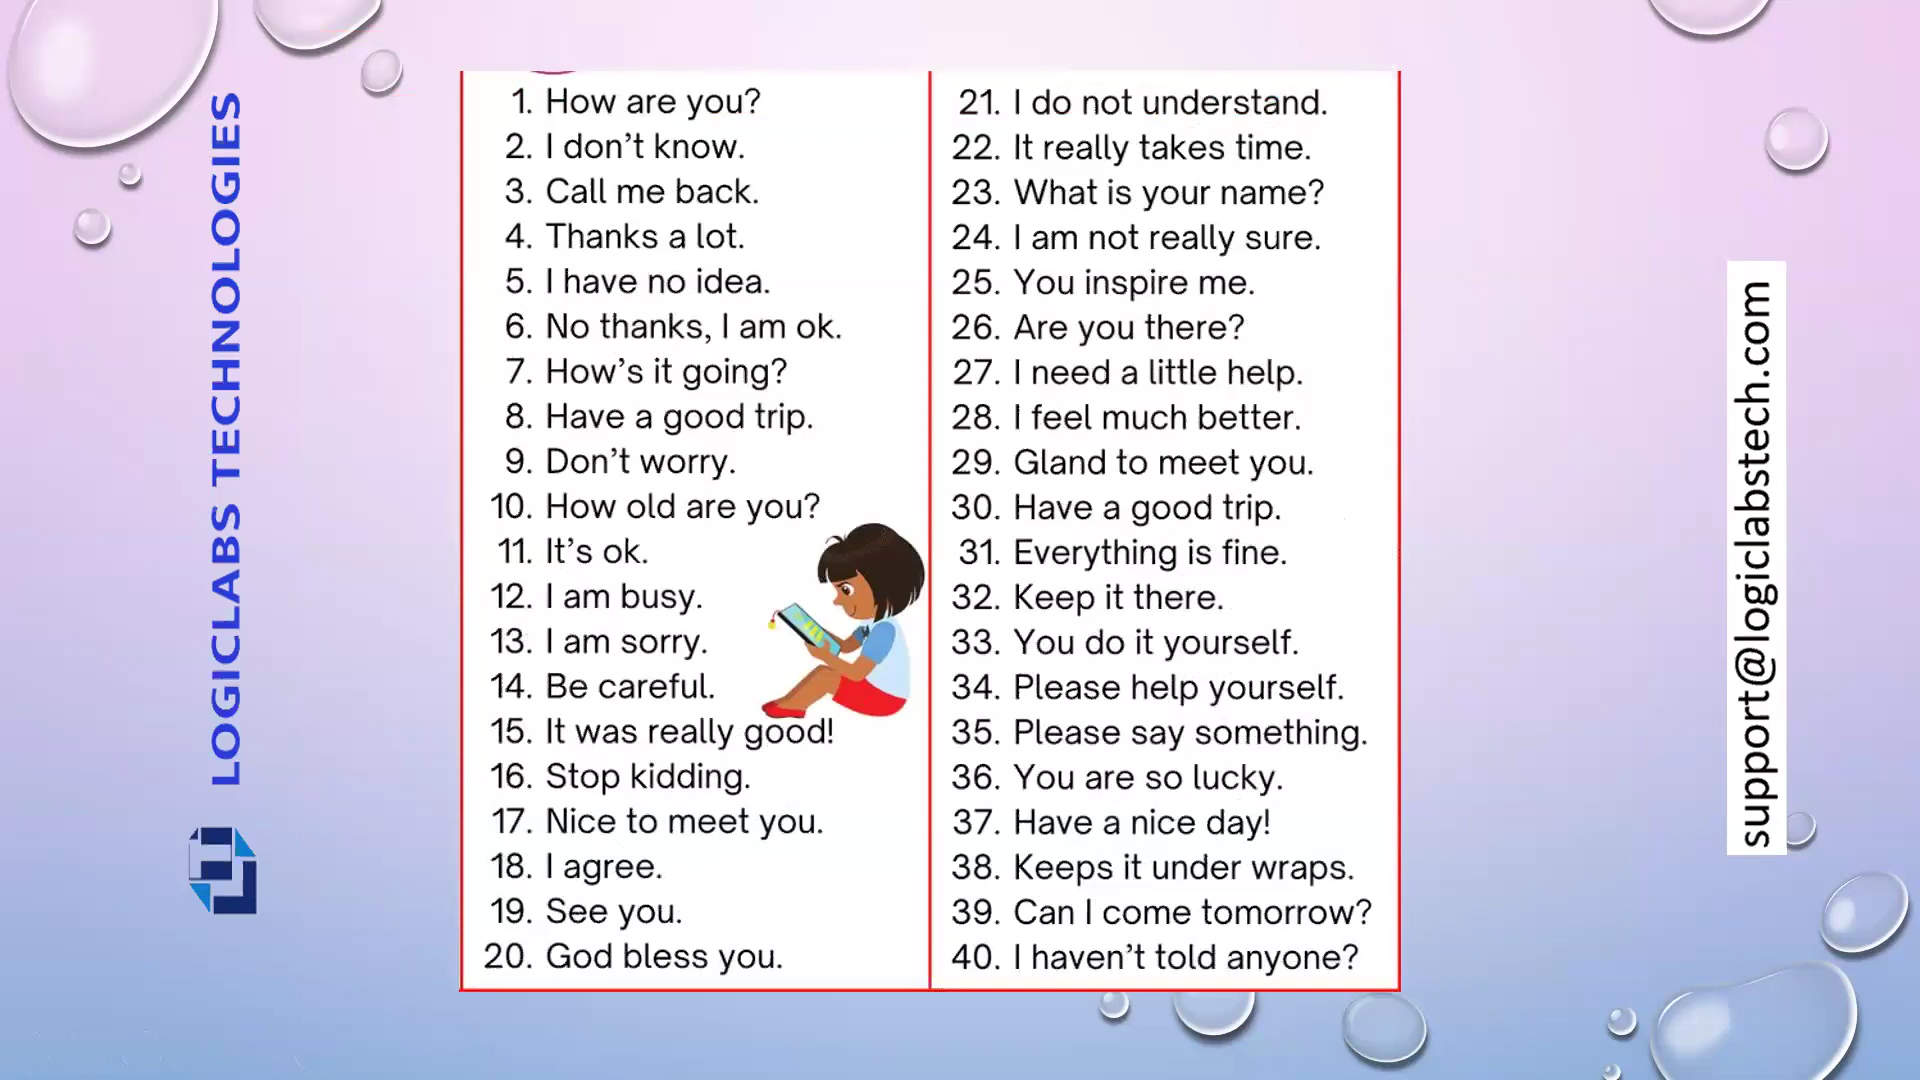 LOGICLABS TECHNOLOGIES
1. How are you?
2. I don't know.
3. Call me back.
4. Thanks a lot.
5. I have no idea.
6. No thanks, I am ok.
7. How's it going?
8. Have a good trip.
9. Don't worry.
10. How old are you?
11. It's ok.
12. I am busy.
13. I am sorry.
14. Be careful.
15. It was really good!
16. Stop kidding.
17. Nice to meet you.
18. I agree.
19. See you.
20. God bless you.
21. I do not understand.
22. It really takes time.
23. What is your name?
24. I am not really sure.
25. You inspire me.
26. Are you there?
27. I need a little help.
28. I feel much better.
29. Gland to meet you.
30. Have a good trip.
31. Everything is fine.
32. Keep it there.
33. You do it yourself.
34. Please help yourself.
35. Please say something.
36. You are so lucky.
37. Have a nice day!
38. Keeps it under wraps.
39. Can I come tomorrow?
40. I haven't told anyone?
support@logiclabstech.com